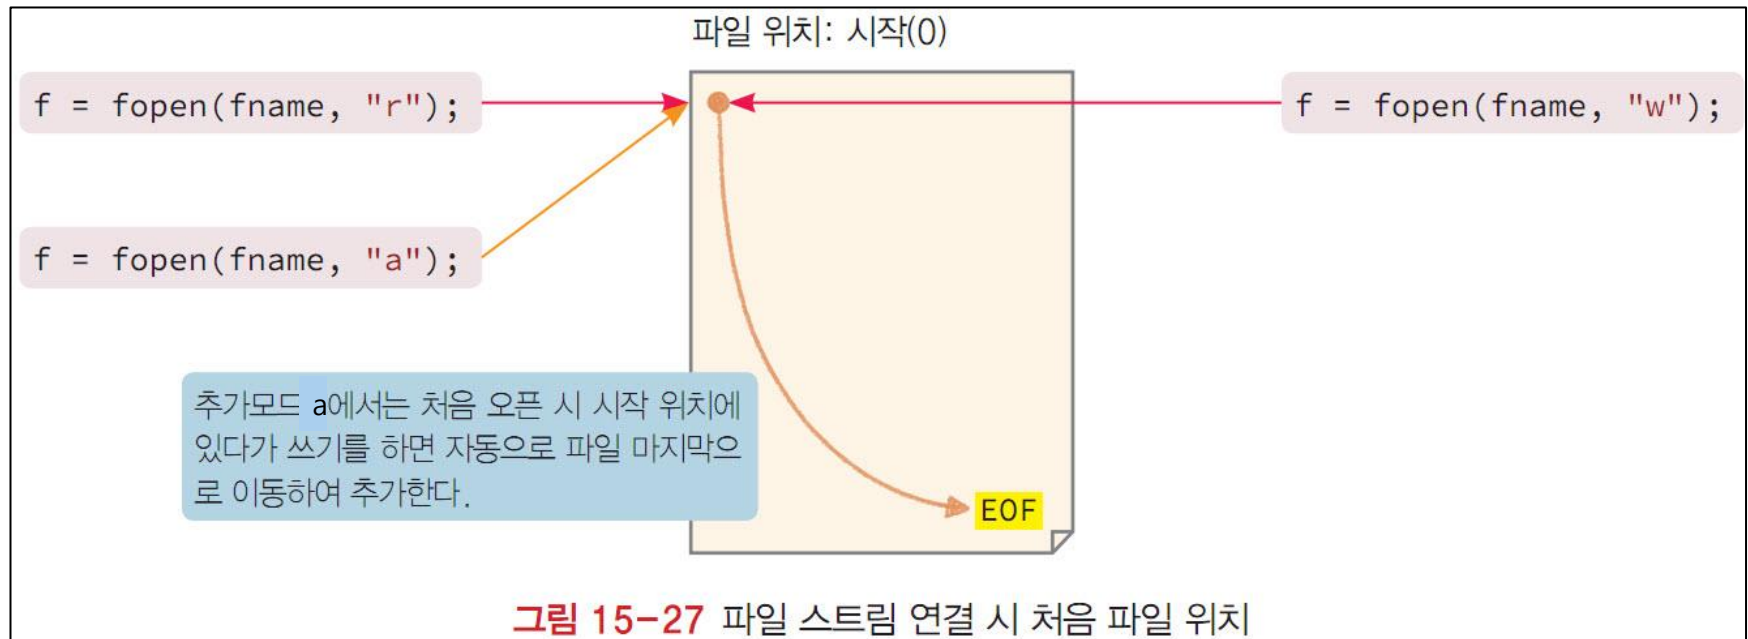 파일 위치: 시작(0)
f = fopen(fname, "r");
f = fopen(fname, "w");
f = fopen(fname, "a");
추가모드 a에서는 처음 오픈 시 시작 위치에
있다가 쓰기를 하면 자동으로 파일 마지막으
로 이동하여 추가한다.
EOF
그림 15-27 파일 스트림 연결 시 처음 파일 위치